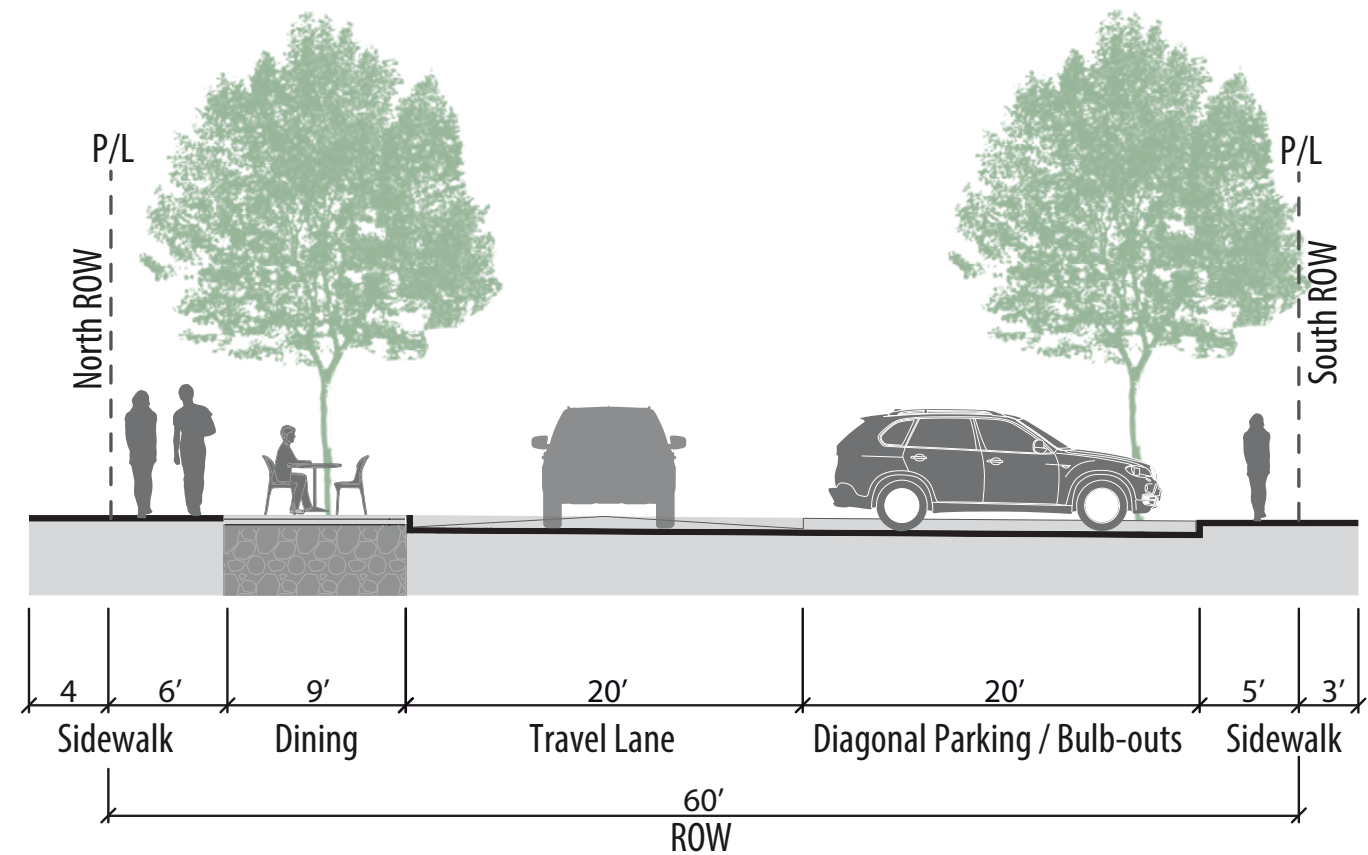 P/L
P/L
North ROW
South ROW
4
6’
9’
20’
20’
5’
3’
Sidewalk
Dining
Travel Lane
Diagonal Parking / Bulb-outs
Sidewalk
60’
ROW